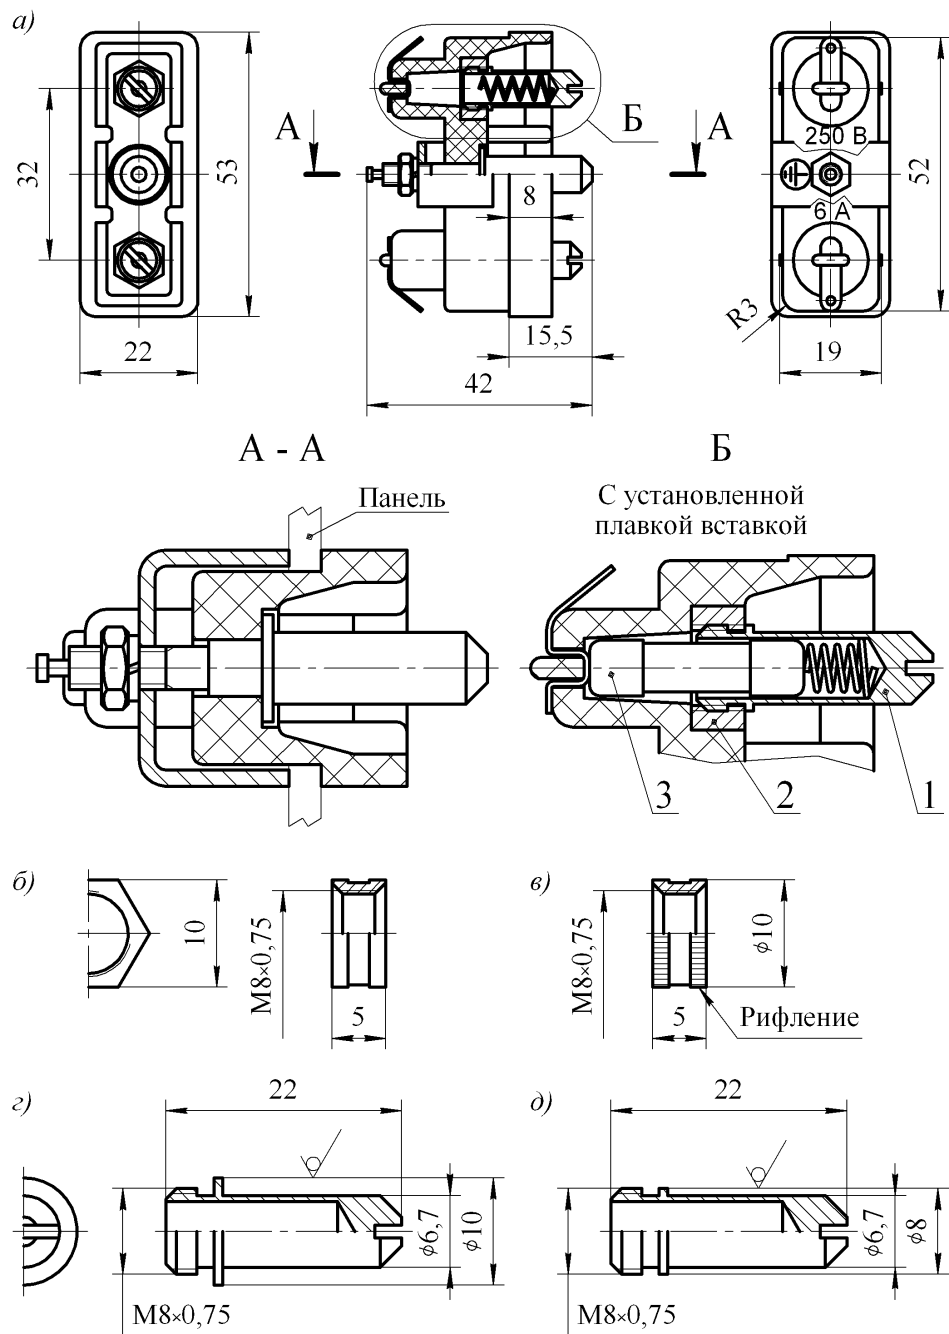 а)
А
Б
А
250 В
6 А
32
53
8
52
R3
22
15,5
19
42
А - А
Б
Панель
С установленной
плавкой вставкой
3
2
1
б)
10
М8×0,75
5
в)
М8×0,75
ϕ10
5
Рифление
г)
22
ϕ6,7
ϕ10
М8×0,75
д)
22
ϕ6,7
ϕ8
М8×0,75